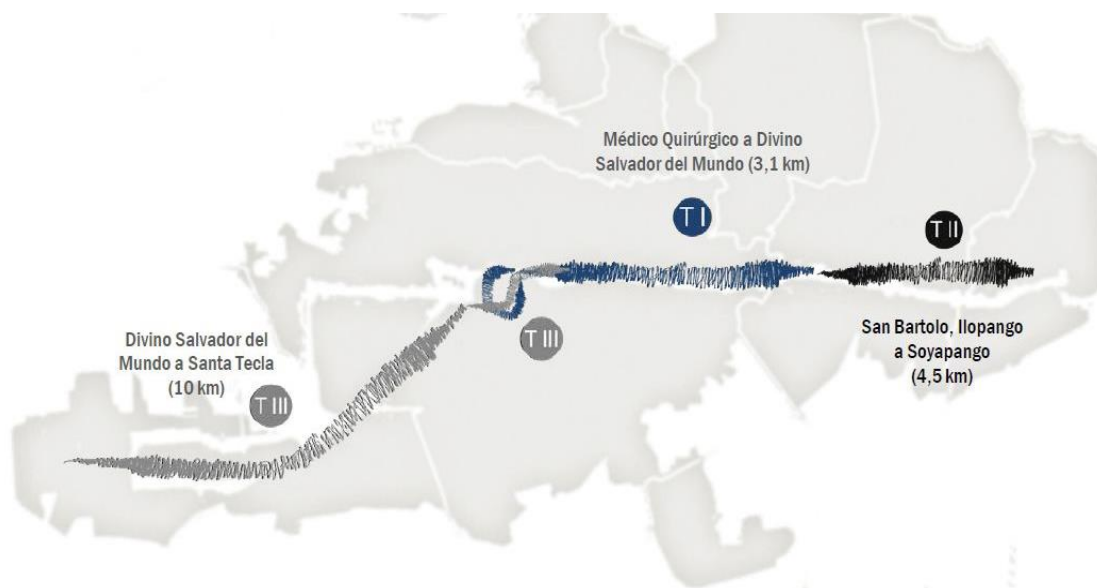 Médico Quirúrgico a Divino
Salvador del Mundo (3,1 km)
T I
T II
San Bartolo, Ilopango
a Soyapango
(4,5 km)
T III
Divino Salvador del
Mundo a Santa Tecla
(10 km)
T III